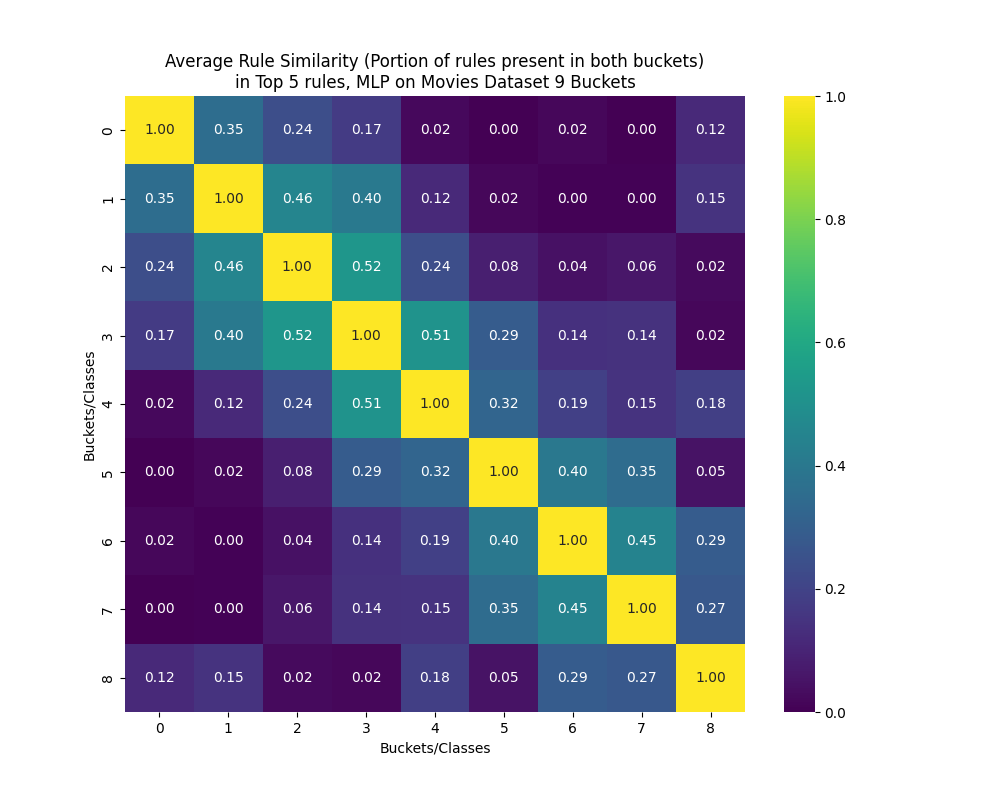 Average Rule Similarity (Portion of rules present in both buckets)
in Top 5 rules, MLP on Movies Dataset 9 Buckets
Buckets/Classes
0 1.00 0.35 0.24 0.17 0.02 0.00 0.02 0.00 0.12
1 0.35 1.00 0.46 0.40 0.12 0.02 0.00 0.00 0.15
2 0.24 0.46 1.00 0.52 0.24 0.08 0.04 0.06 0.02
3 0.17 0.40 0.52 1.00 0.51 0.29 0.14 0.14 0.02
4 0.02 0.12 0.24 0.51 1.00 0.32 0.19 0.15 0.18
5 0.00 0.02 0.08 0.29 0.32 1.00 0.40 0.35 0.05
6 0.02 0.00 0.04 0.14 0.19 0.40 1.00 0.45 0.29
7 0.00 0.00 0.06 0.14 0.15 0.35 0.45 1.00 0.27
8 0.12 0.15 0.02 0.02 0.18 0.05 0.29 0.27 1.00
0 1 2 3 4 5 6 7 8
Buckets/Classes
1.0
0.8
0.6
0.4
0.2
0.0